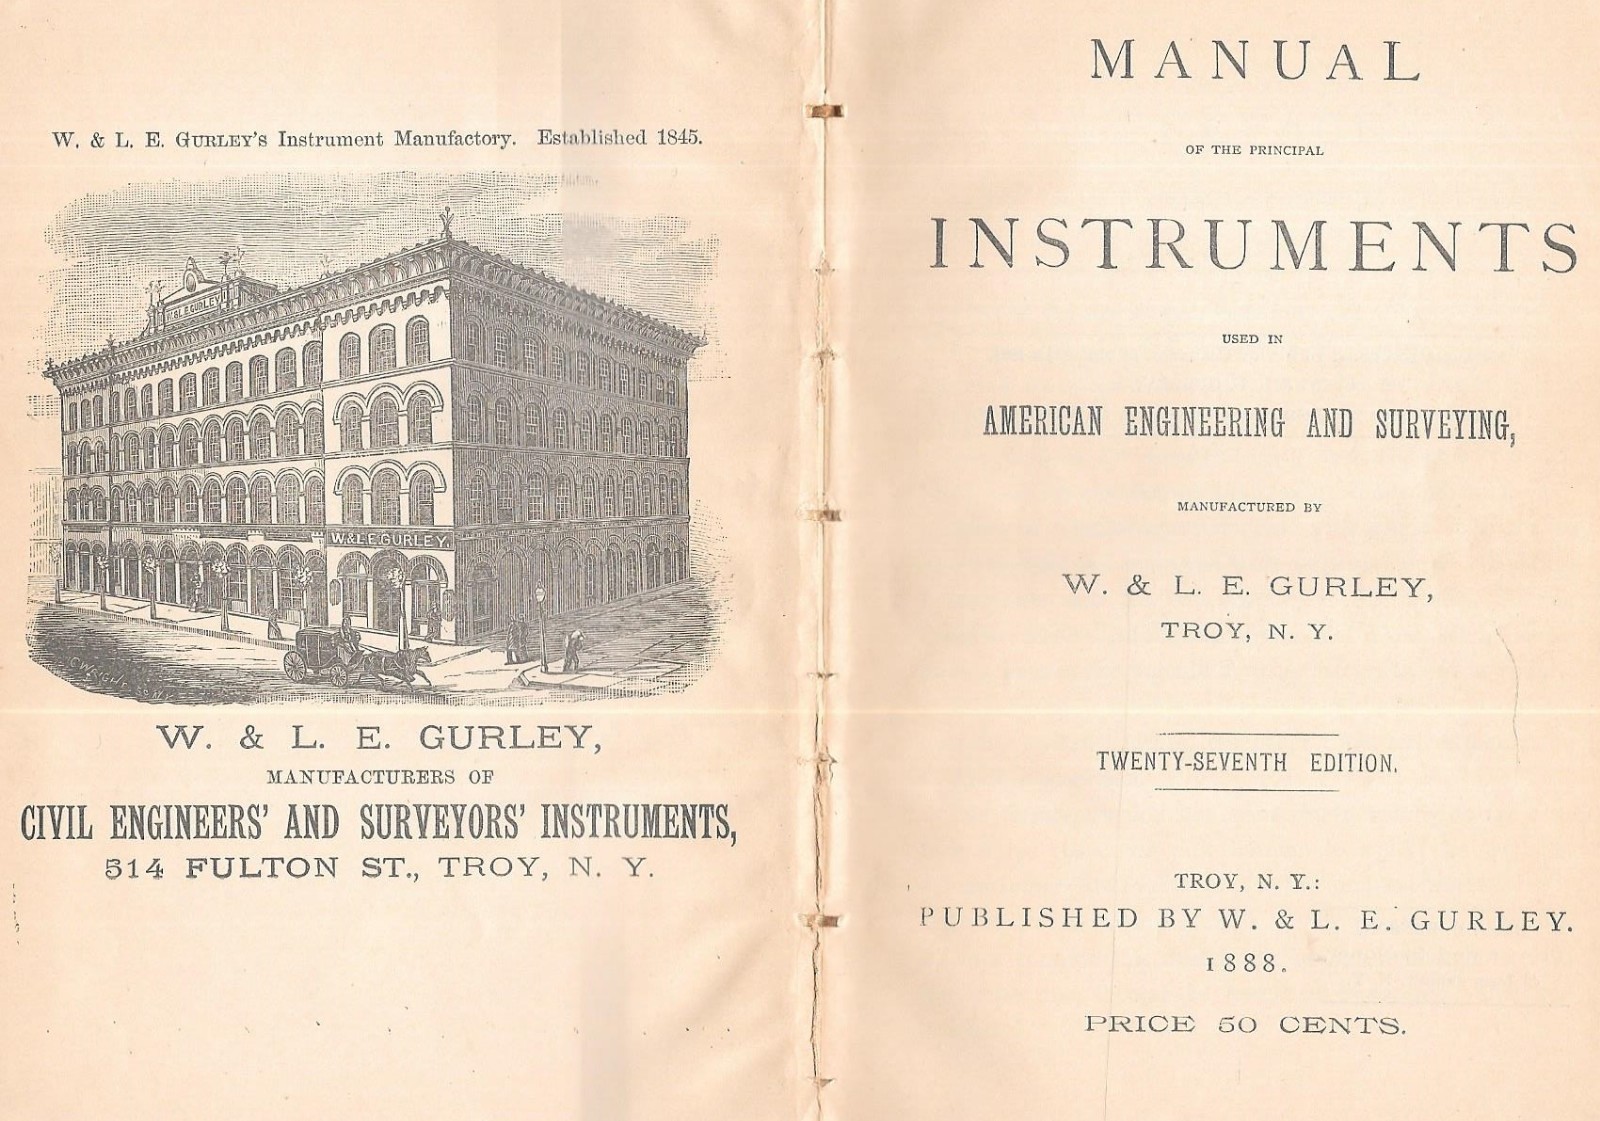 W. & L. E. GURLEY'S Instrument Manufactory. Established 1845.
W. & L. E. GURLEY
W. & L. E. GURLEY.
C WRIGHT
W. & L. E. GURLEY,
MANUFACTURERS OF
CIVIL ENGINEERS' AND SURVEYORS' INSTRUMENTS,
514 FULTON ST., TROY, N. Y.
MANUAL
OF THE PRINCIPAL
INSTRUMENTS
USED IN
AMERICAN ENGINEERING AND SURVEYING,
MANUFACTURED BY
W. & L. E. GURLEY,
TROY, N. Y.
TWENTY-SEVENTH EDITION.
TROY, N. Y.:
PUBLISHED BY W. & L. E. GURLEY.
1888.
PRICE 50 CENTS.